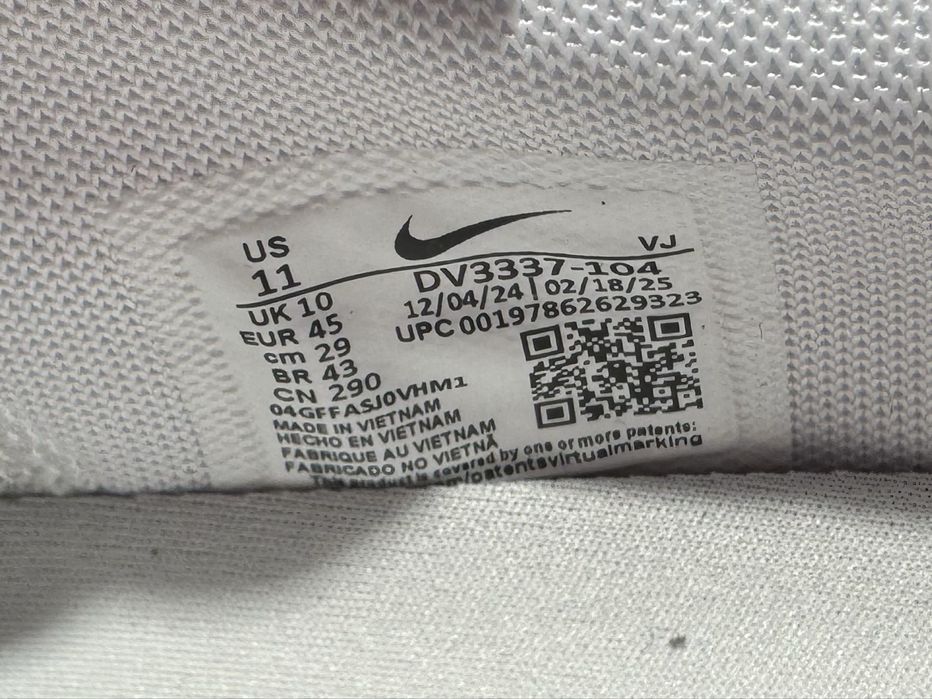 US
11
VJ
DV3337-104
12/04/24 | 02/18/25
UPC 00197862629323
UK 10
EUR 45
cm 29
BR 43
CN 290
04GFFASJ0VHM1
MADE IN VIETNAM
HECHO EN VIETNAM
FABRIQUE AU VIETNAM
FABRICADO NO VIETNÃ
This product is covered by one or more patents:
m/patentsvirtualmarking